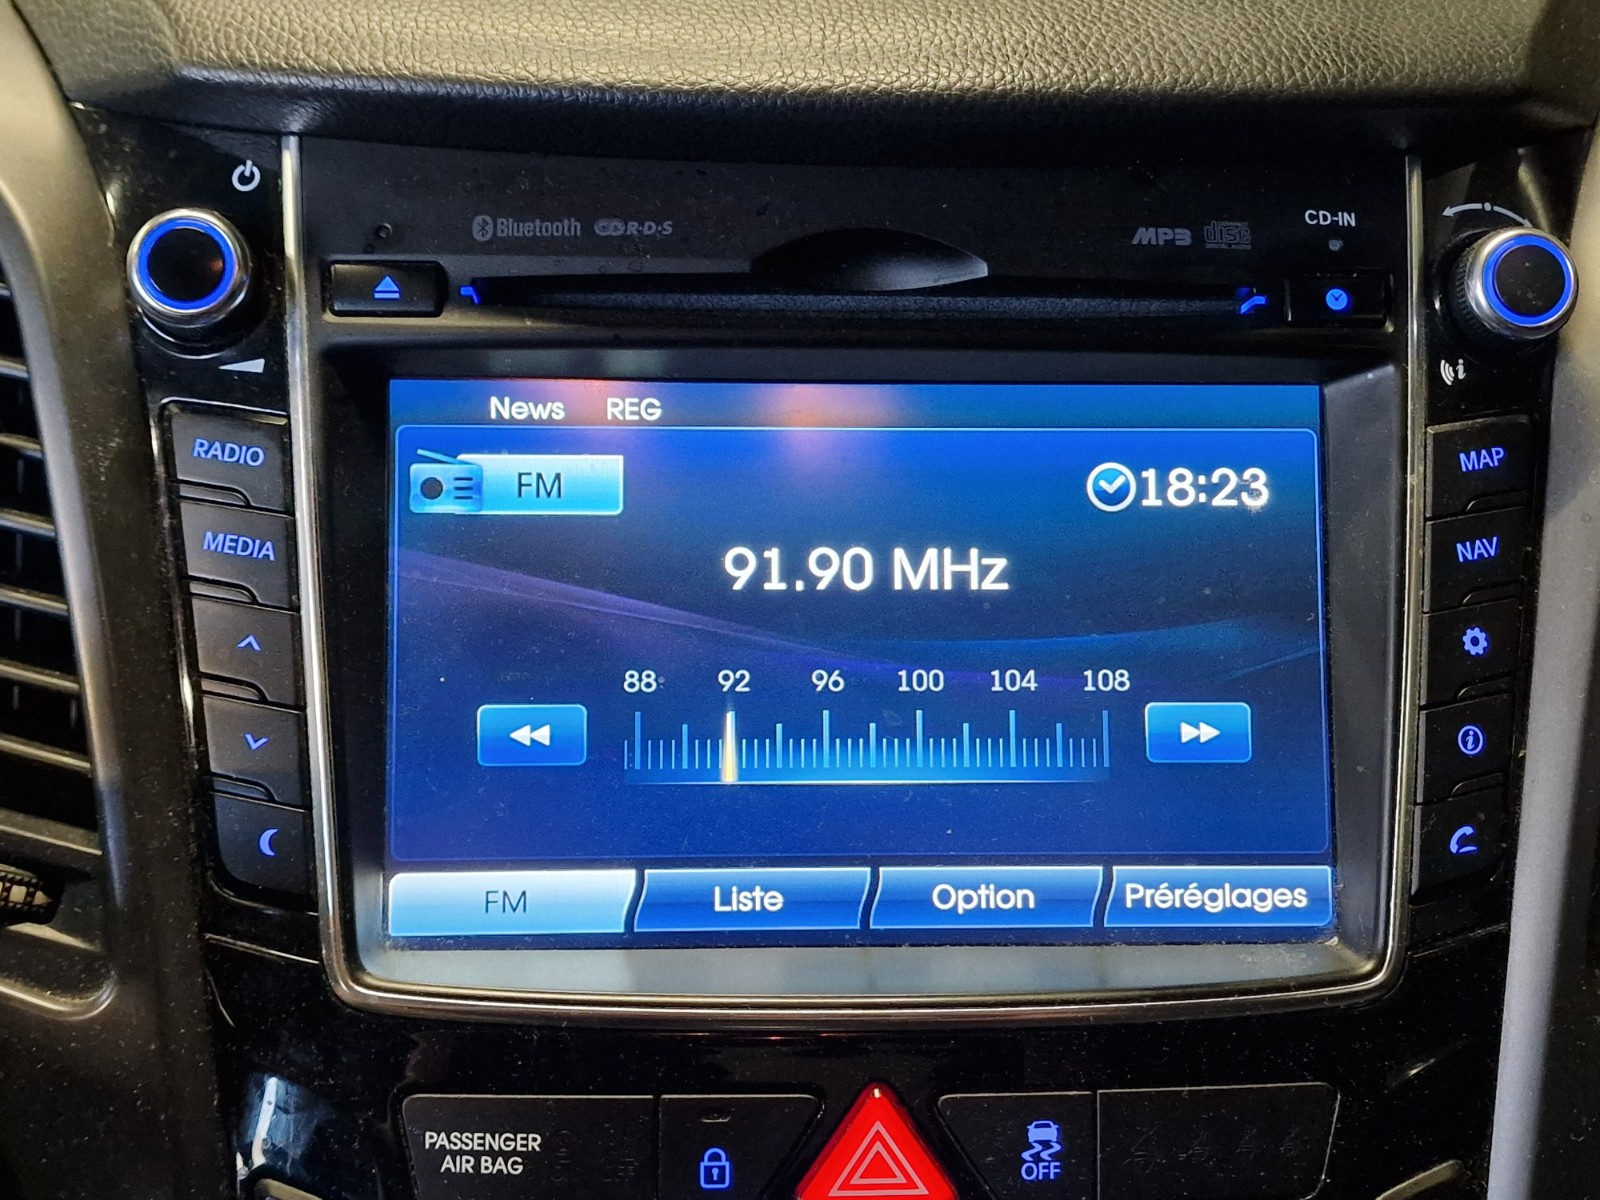 Bluetooth R·D·S
MP3 disc
CD-IN
News REG
FM
18:23
91.90 MHz
88 92 96 100 104 108
FM Liste Option Préréglages
RADIO
MEDIA
MAP
NAV
PASSENGER
AIR BAG
OFF